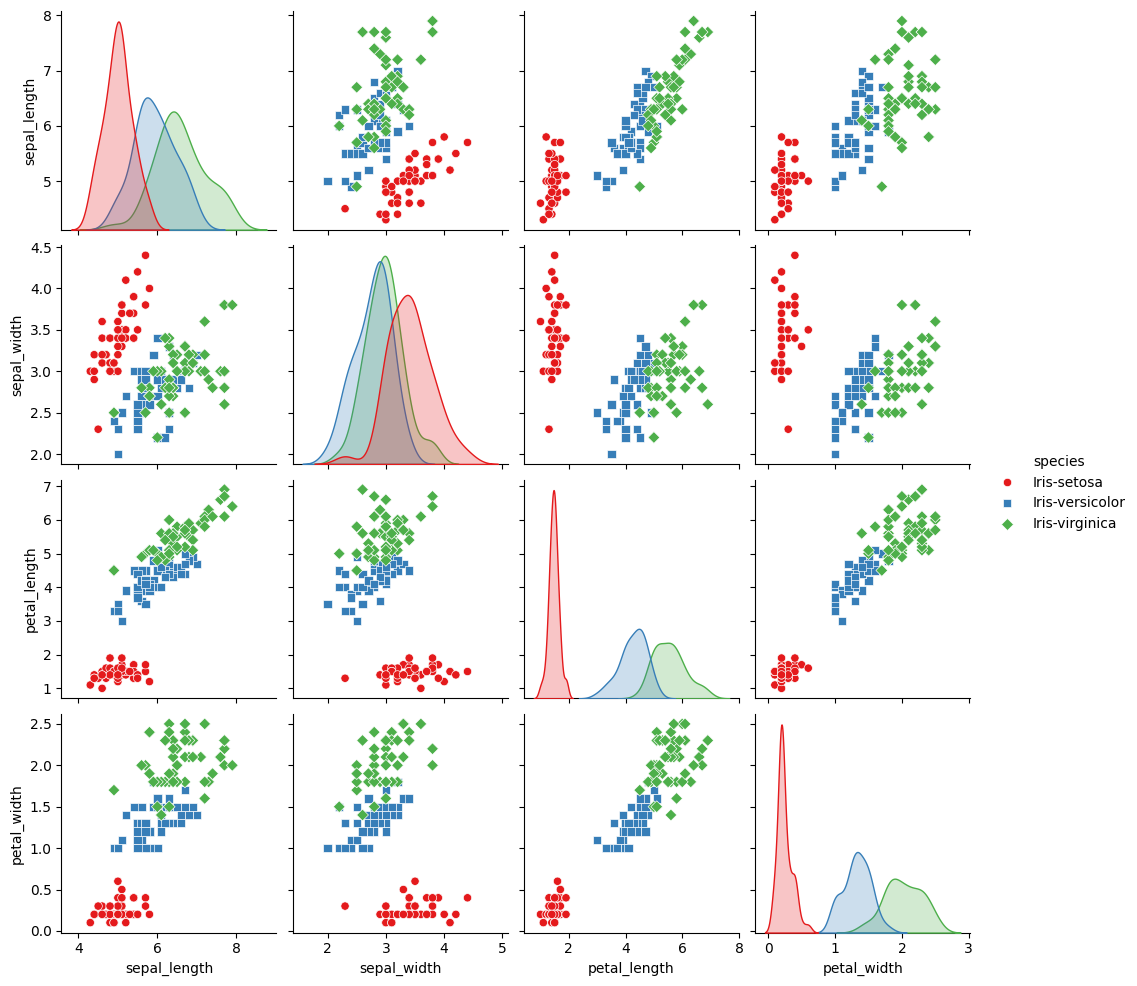 8
7
6
5
sepal_length
4.5
4.0
3.5
3.0
2.5
2.0
sepal_width
species
Iris-setosa
Iris-versicolor
Iris-virginica
7
6
5
4
3
2
1
petal_length
2.5
2.0
1.5
1.0
0.5
0.0
petal_width
4 6 8
2 3 4 5
2 4 6 8
0 1 2 3
sepal_length
sepal_width
petal_length
petal_width